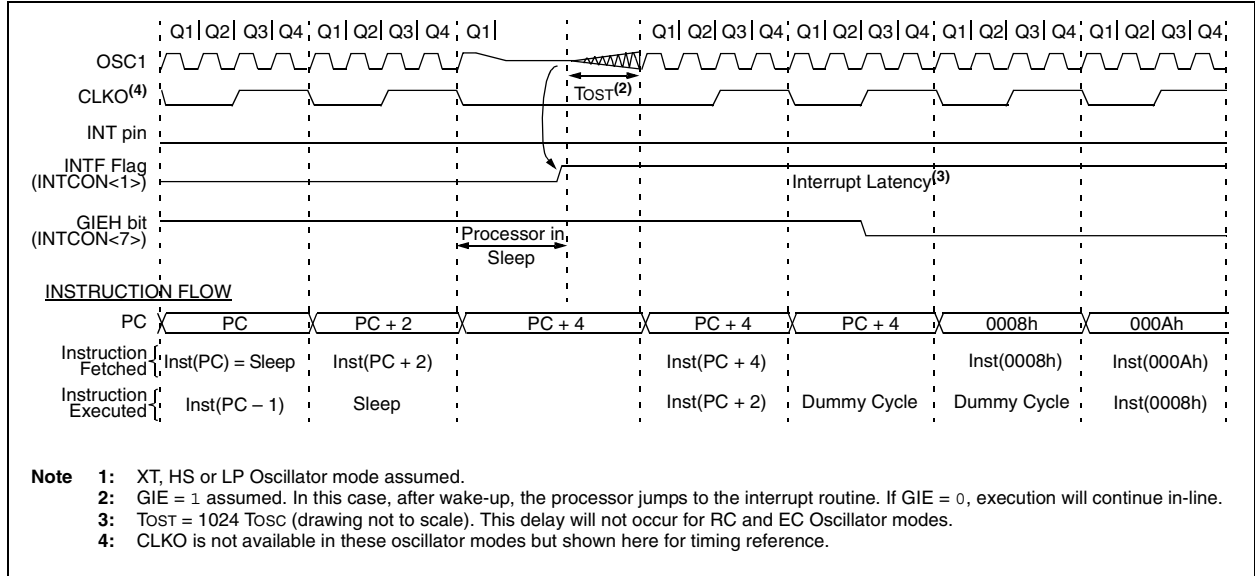 Q1 Q2 Q3 Q4 Q1 Q2 Q3 Q4 Q1 Q1 Q2 Q3 Q4 Q1 Q2 Q3 Q4 Q1 Q2 Q3 Q4 Q1 Q2 Q3 Q4
OSC1
TOST(2)
CLKO(4)
INT pin
INTF Flag
(INTCON<1>)
Interrupt Latency(3)
GIEH bit
(INTCON<7>)
Processor in
Sleep
INSTRUCTION FLOW
PC PC PC + 2 PC + 4 PC + 4 PC + 4 0008h 000Ah
Instruction
Fetched
Inst(PC) = Sleep Inst(PC + 2) Inst(PC + 4) Inst(0008h) Inst(000Ah)
Instruction
Executed
Inst(PC – 1) Sleep Inst(PC + 2) Dummy Cycle Dummy Cycle Inst(0008h)
Note 1: XT, HS or LP Oscillator mode assumed.
2: GIE = 1 assumed. In this case, after wake-up, the processor jumps to the interrupt routine. If GIE = 0, execution will continue in-line.
3: TOST = 1024 TOSC (drawing not to scale). This delay will not occur for RC and EC Oscillator modes.
4: CLKO is not available in these oscillator modes but shown here for timing reference.